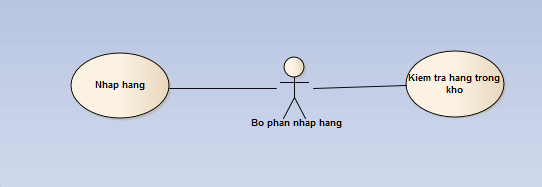 Nhap hang
Kiem tra hang trong
kho
Bo phan nhap hang